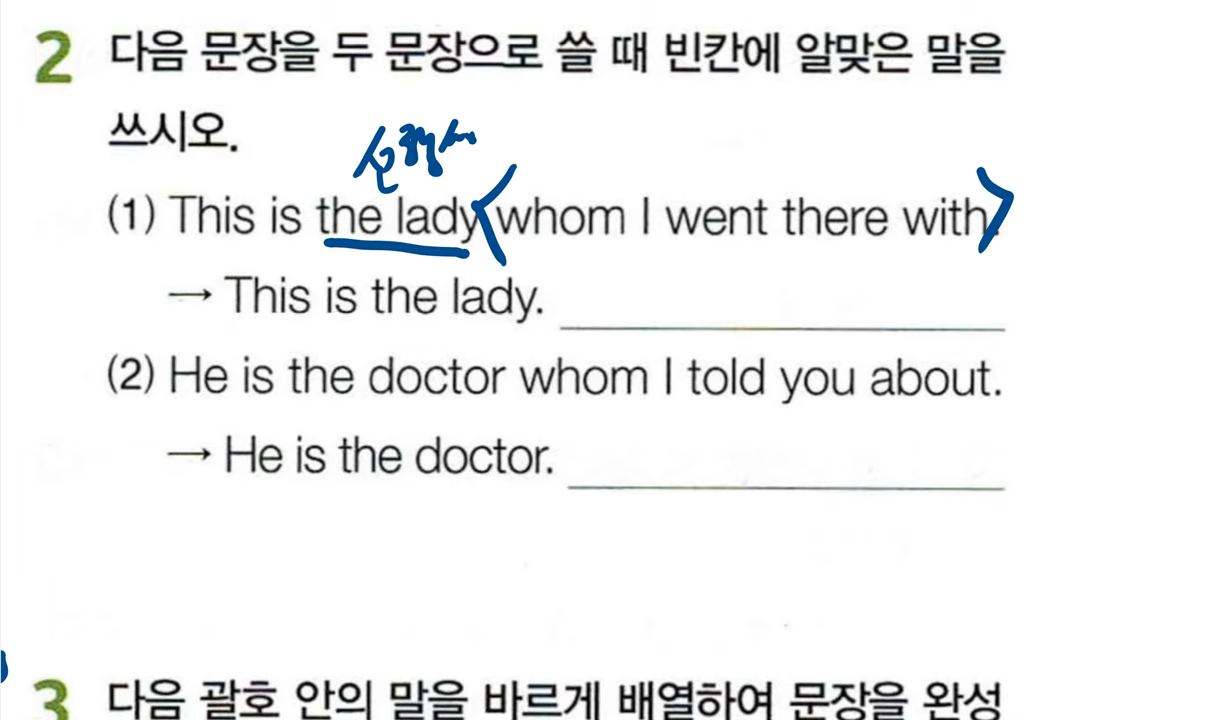 2 다음 문장을 두 문장으로 쓸 때 빈칸에 알맞은 말을
쓰시오.
선행사
(1) This is the lady whom I went there with.
→ This is the lady.
(2) He is the doctor whom I told you about.
→ He is the doctor.
3 다음 괄호 안의 말을 바르게 배열하여 문장을 완성